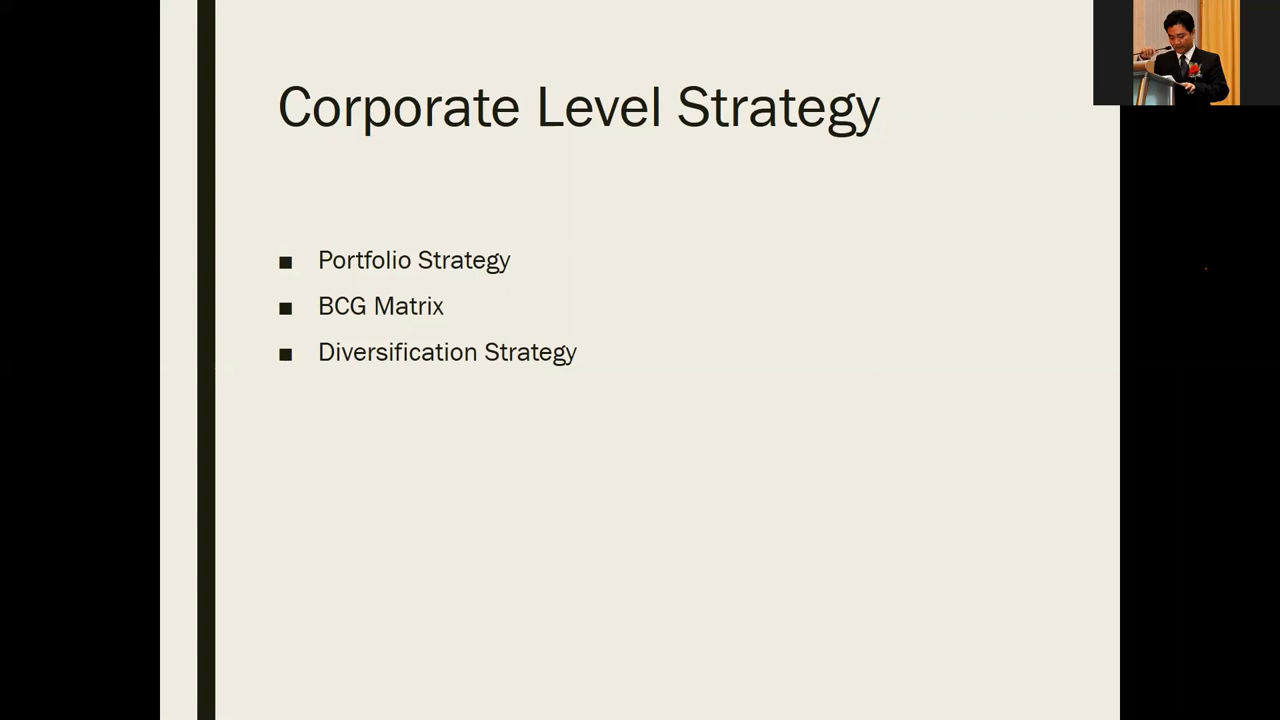 Corporate Level Strategy
■ Portfolio Strategy
■ BCG Matrix
■ Diversification Strategy